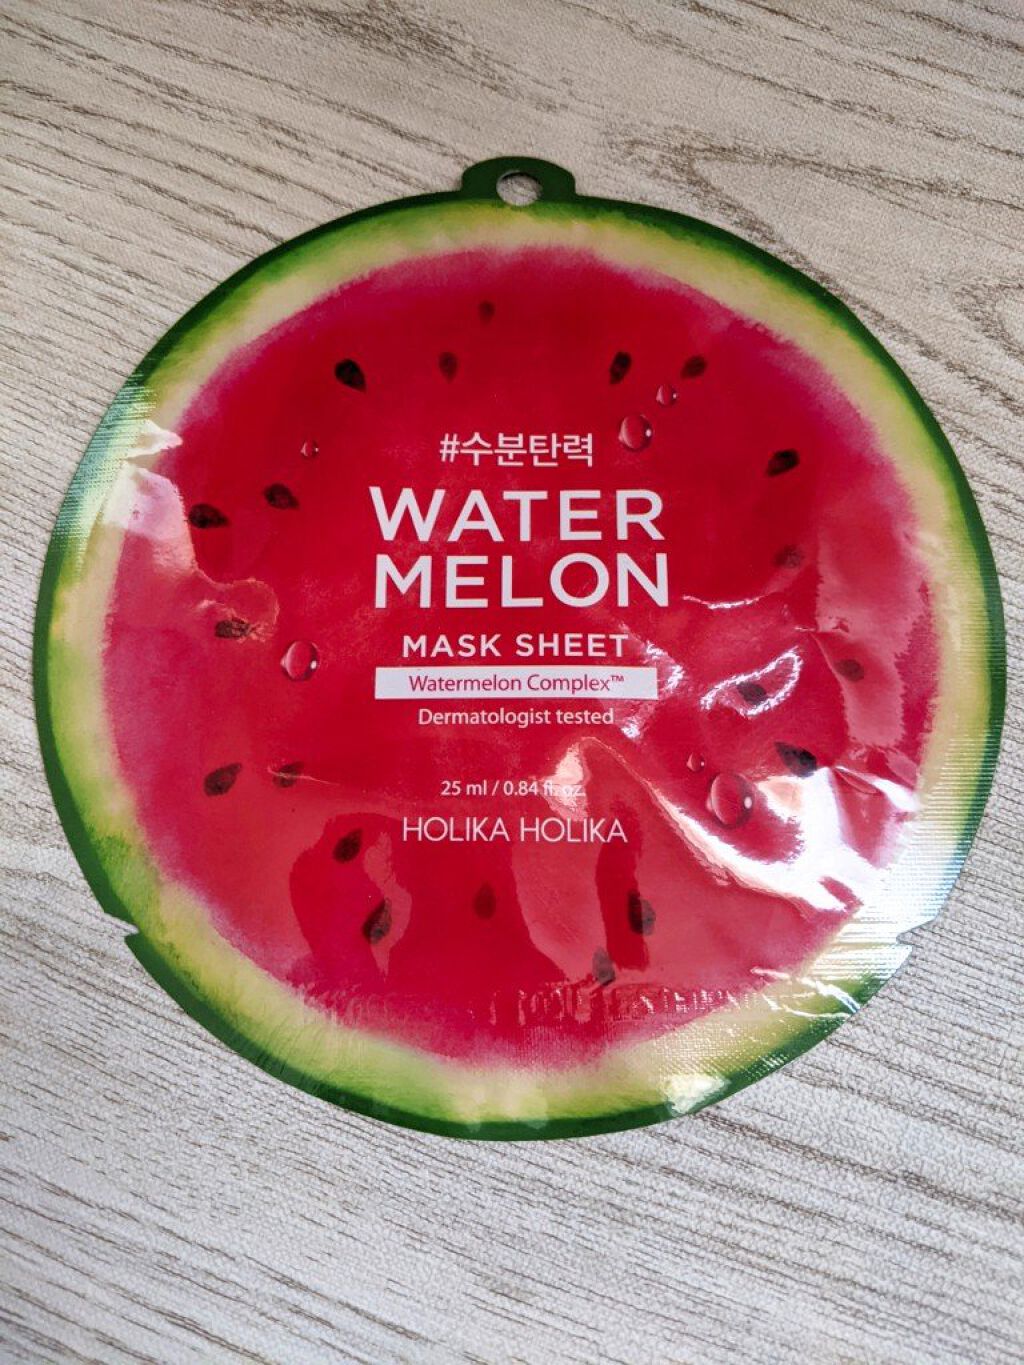 #수분탄력
WATER
MELON
MASK SHEET
Watermelon Complex™
Dermatologist tested
25 ml / 0.84 fl. oz.
HOLIKA HOLIKA